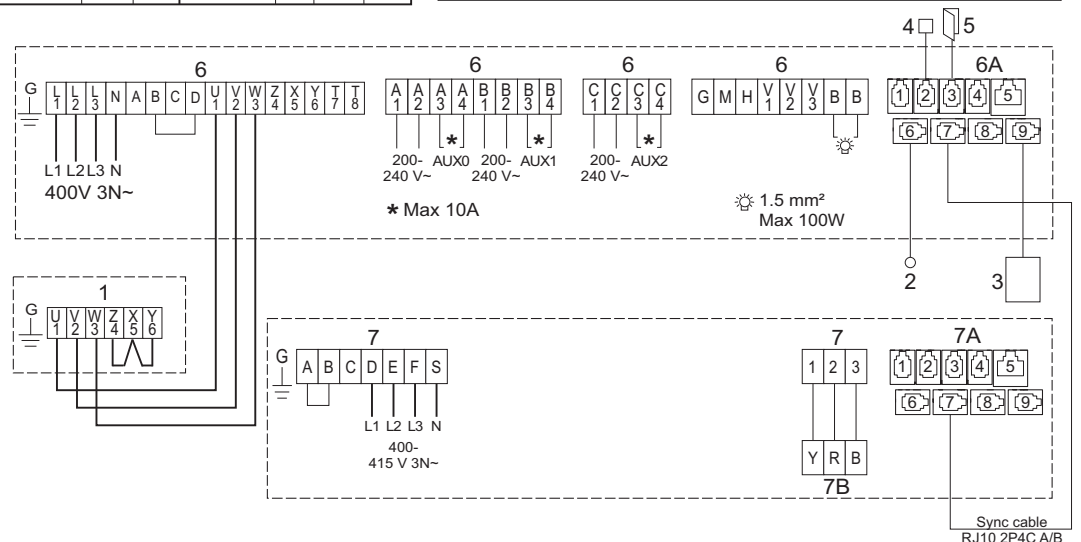 4 5
6 6 6 6A
G L1 L2 L3 N A B C D U1 V2 W3 Z4 X5 Y6 T7 T8
A1 A2 A3 A4 B1 B2 B3 B4
C1 C2 C3 C4
G M H V1 V2 V3 B B
1 2 3 4 5
6 7 8 9
L1 L2 L3 N
400V 3N~
200-240 V~
* AUX0
200-240 V~
* AUX1
200-240 V~
* AUX2
* Max 10A
1.5 mm²
Max 100W
2 3
1
G U1 V2 W3 Z4 X5 Y6
7 7 7A
G A B C D E F S
1 2 3
1 2 3 4 5
6 7 8 9
L1 L2 L3 N
400-
415 V 3N~
Y R B
7B
Sync cable
RJ10 2P4C A/B